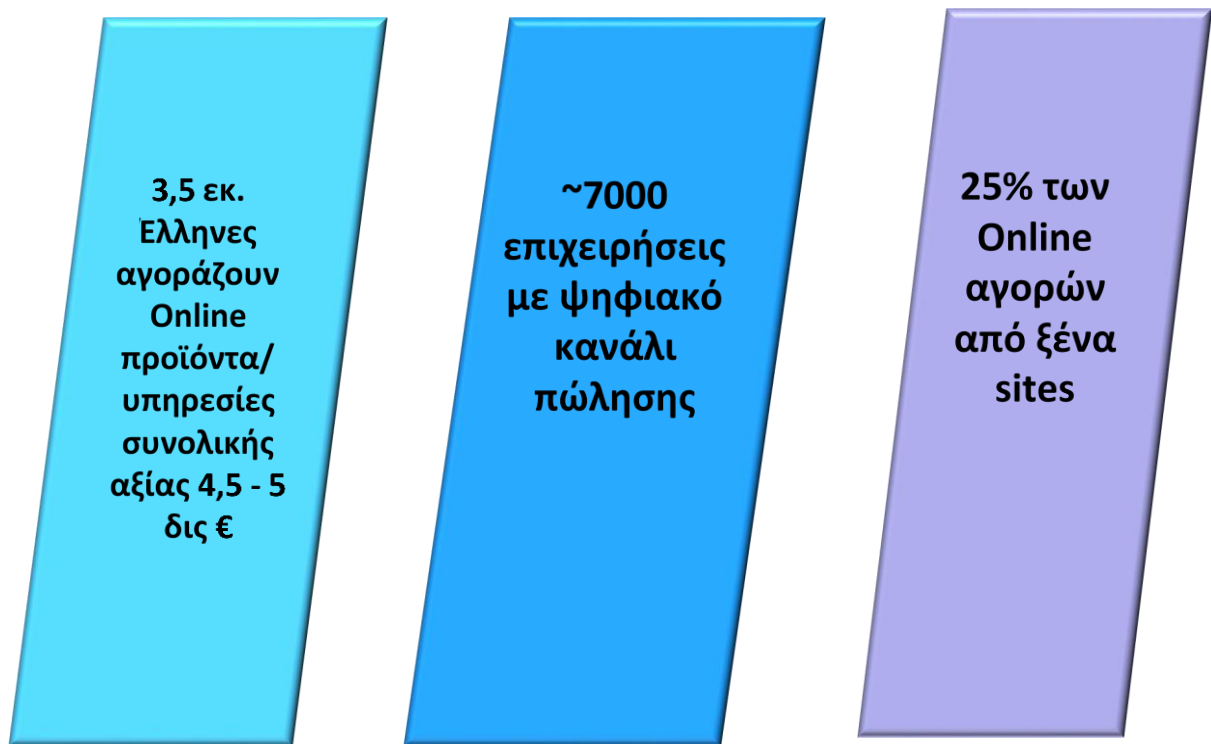 3,5 εκ.
Έλληνες
αγοράζουν
Online
προϊόντα/
υπηρεσίες
συνολικής
αξίας 4,5 - 5
δις €
~7000
επιχειρήσεις
με ψηφιακό
κανάλι
πώλησης
25% των
Online
αγορών
από ξένα
sites